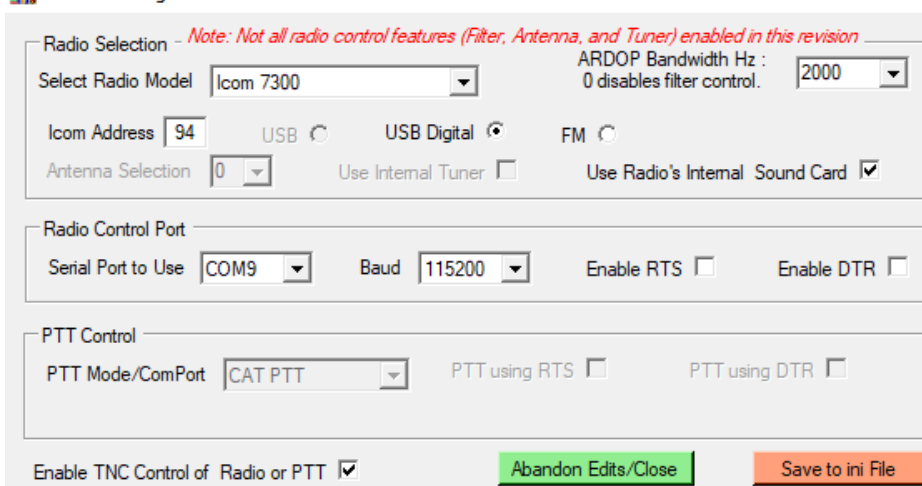 Radio Selection - Note: Not all radio control features (Filter, Antenna, and Tuner) enabled in this revision
Select Radio Model Icom 7300 ARDOP Bandwidth Hz : 2000
0 disables filter control.
Icom Address 94 USB USB Digital FM
Antenna Selection 0 Use Internal Tuner Use Radio's Internal Sound Card
Radio Control Port
Serial Port to Use COM9 Baud 115200 Enable RTS Enable DTR
PTT Control
PTT Mode/ComPort CAT PTT PTT using RTS PTT using DTR
Enable TNC Control of Radio or PTT Abandon Edits/Close Save to ini File